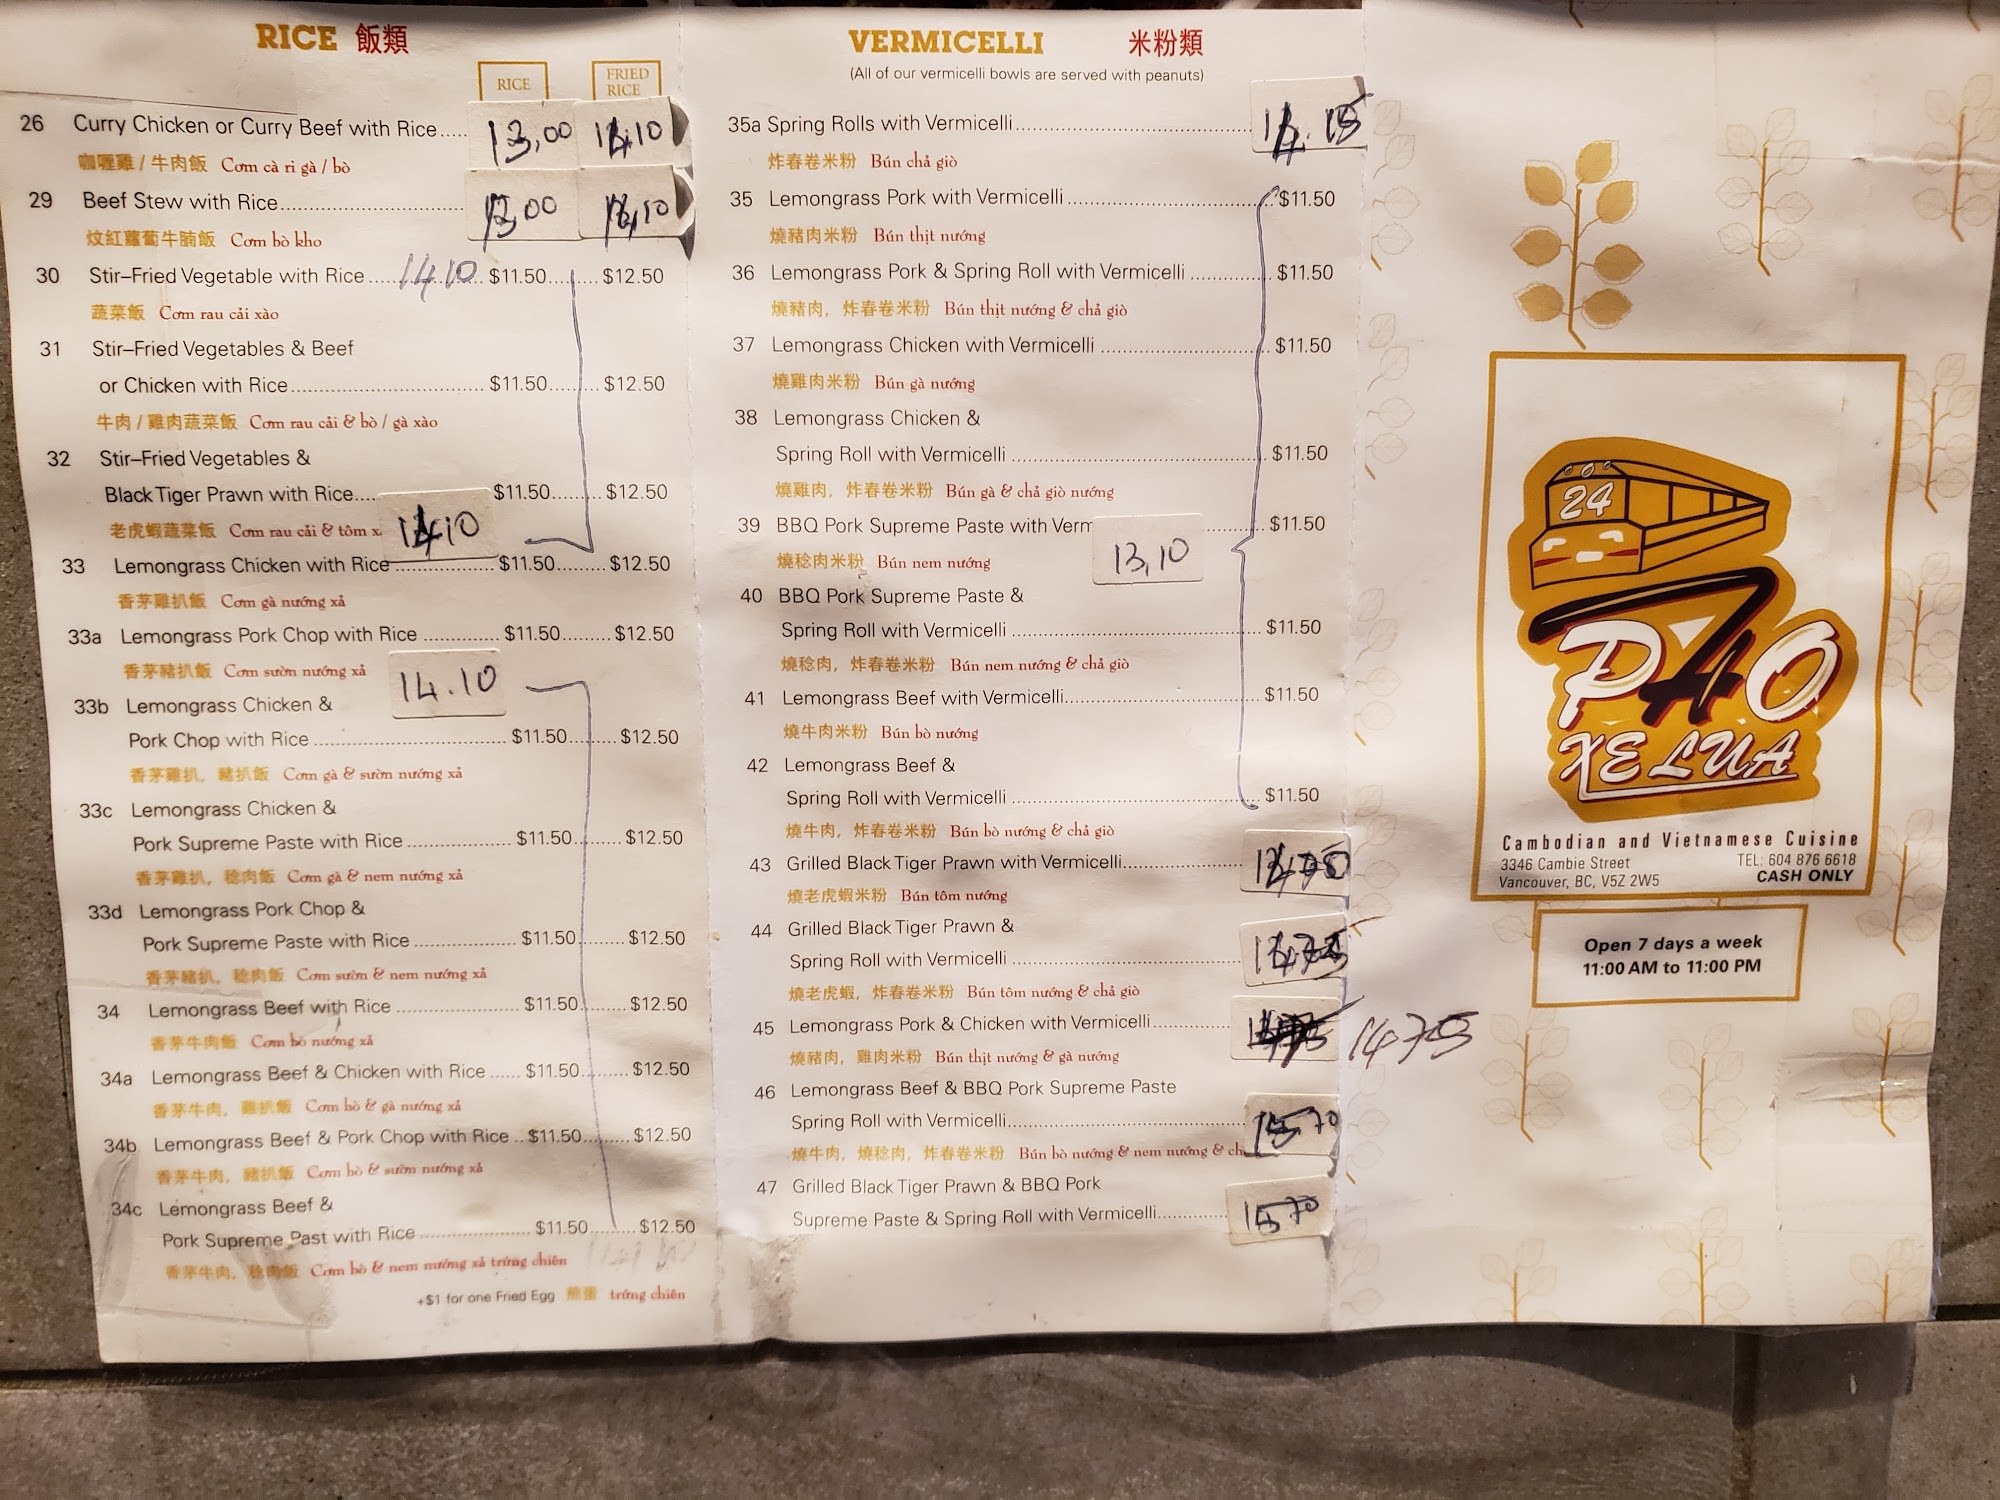 RICE 飯類
RICE
FRIED RICE
26 Curry Chicken or Curry Beef with Rice..... 13,00 14,10
咖喱雞 / 牛肉飯 Cơm cà ri gà / bò
29 Beef Stew with Rice 13,00 14,10
炆紅蘿蔔牛腩飯 Cơm bò kho
30 Stir–Fried Vegetable with Rice 14.10 $11.50 $12.50
蔬菜飯 Cơm rau cải xào
31 Stir–Fried Vegetables & Beef
or Chicken with Rice $11.50 $12.50
牛肉 / 雞肉蔬菜飯 Cơm rau cải & bò / gà xào
32 Stir–Fried Vegetables &
Black Tiger Prawn with Rice.... $11.50 $12.50
老虎蝦蔬菜飯 Cơm rau cải & tôm x
14,10
33 Lemongrass Chicken with Rice $11.50 $12.50
香茅雞扒飯 Cơm gà nướng xả
33a Lemongrass Pork Chop with Rice $11.50 $12.50
香茅豬扒飯 Cơm sườn nướng xả
14.10
33b Lemongrass Chicken &
Pork Chop with Rice $11.50 $12.50
香茅雞扒, 豬扒飯 Cơm gà & sườn nướng xả
33c Lemongrass Chicken &
Pork Supreme Paste with Rice $11.50 $12.50
香茅雞扒, 稔肉飯 Cơm gà & nem nướng xả
33d Lemongrass Pork Chop &
Pork Supreme Paste with Rice $11.50 $12.50
香茅豬扒, 稔肉飯 Cơm sườn & nem nướng xả
34 Lemongrass Beef with Rice $11.50 $12.50
香茅牛肉飯 Cơm bò nướng xả
34a Lemongrass Beef & Chicken with Rice $11.50 $12.50
香茅牛肉, 雞扒飯 Cơm bò & gà nướng xả
34b Lemongrass Beef & Pork Chop with Rice $11.50 $12.50
香茅牛肉, 豬扒飯 Cơm bò & sườn nướng xả
34c Lemongrass Beef &
Pork Supreme Past with Rice $11.50 $12.50
香茅牛肉, 稔肉飯 Cơm bò & nem nướng xả trứng chiên
+$1 for one Fried Egg 煎蛋 trứng chiên
VERMICELLI 米粉類
(All of our vermicelli bowls are served with peanuts)
35a Spring Rolls with Vermicelli
炸春卷米粉 Bún chả giò
35 Lemongrass Pork with Vermicelli $11.50
燒豬肉米粉 Bún thịt nướng
36 Lemongrass Pork & Spring Roll with Vermicelli $11.50
燒豬肉, 炸春卷米粉 Bún thịt nướng & chả giò
37 Lemongrass Chicken with Vermicelli $11.50
燒雞肉米粉 Bún gà nướng
38 Lemongrass Chicken &
Spring Roll with Vermicelli $11.50
燒雞肉, 炸春卷米粉 Bún gà & chả giò nướng
39 BBQ Pork Supreme Paste with Verm $11.50
燒稔肉米粉 Bún nem nướng
13,10
40 BBQ Pork Supreme Paste &
Spring Roll with Vermicelli $11.50
燒稔肉, 炸春卷米粉 Bún nem nướng & chả giò
41 Lemongrass Beef with Vermicelli $11.50
燒牛肉米粉 Bún bò nướng
42 Lemongrass Beef &
Spring Roll with Vermicelli $11.50
燒牛肉, 炸春卷米粉 Bún bò nướng & chả giò
43 Grilled Black Tiger Prawn with Vermicelli
燒老虎蝦米粉 Bún tôm nướng
44 Grilled Black Tiger Prawn &
Spring Roll with Vermicelli
燒老虎蝦, 炸春卷米粉 Bún tôm nướng & chả giò
45 Lemongrass Pork & Chicken with Vermicelli 1475
燒豬肉, 雞肉米粉 Bún thịt nướng & gà nướng
46 Lemongrass Beef & BBQ Pork Supreme Paste
Spring Roll with Vermicelli 15.70
燒牛肉, 燒稔肉, 炸春卷米粉 Bún bò nướng & nem nướng & ch
47 Grilled Black Tiger Prawn & BBQ Pork
Supreme Paste & Spring Roll with Vermicelli 15 70
24
PHO
XE LUA
Cambodian and Vietnamese Cuisine
3346 Cambie Street TEL: 604 876 6618
Vancouver, BC, V5Z 2W5 CASH ONLY
Open 7 days a week
11:00 AM to 11:00 PM